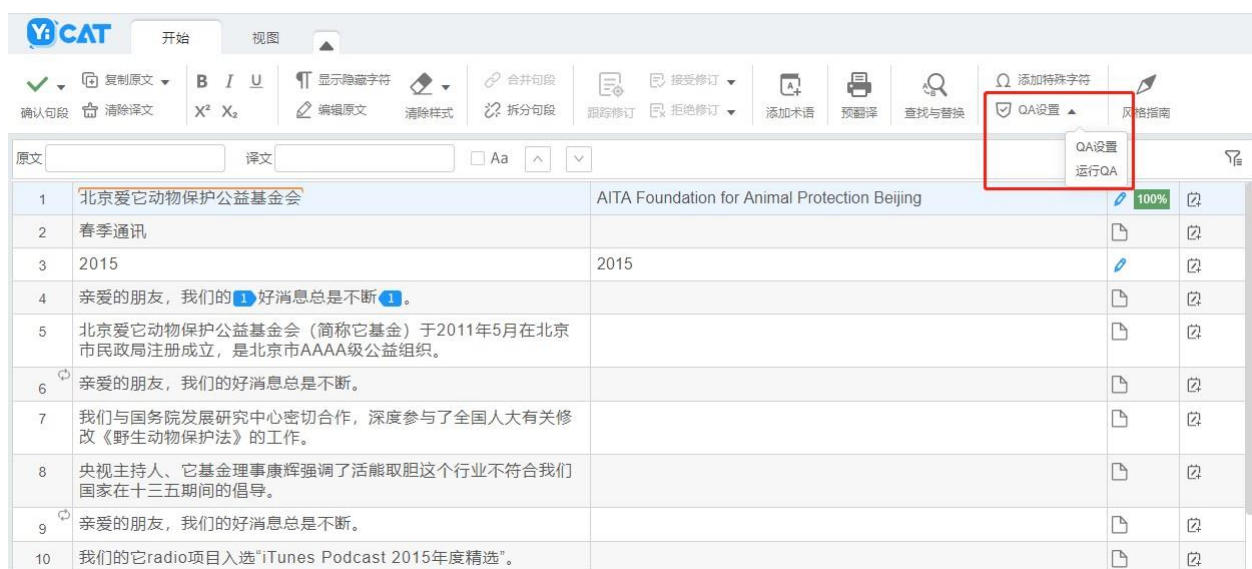 YiCAT 开始 视图
复制原文 B I U 显示隐藏字符 合并句段 接受修订 添加特殊字符
确认句段 清除译文 X² X₂ 编辑原文 清除样式 拆分句段 跟踪修订 拒绝修订 添加术语 预翻译 查找与替换 QA设置 风格指南
QA设置
运行QA
原文 译文 Aa
1 北京爱它动物保护公益基金会 AITA Foundation for Animal Protection Beijing 100%
2 春季通讯
3 2015 2015
4 亲爱的朋友，我们的1好消息总是不断1。
5 北京爱它动物保护公益基金会（简称它基金）于2011年5月在北京
市民政局注册成立，是北京市AAAA级公益组织。
6 亲爱的朋友，我们的好消息总是不断。
7 我们与国务院发展研究中心密切合作，深度参与了全国人大有关修
改《野生动物保护法》的工作。
8 央视主持人、它基金理事康辉强调了活熊取胆这个行业不符合我们
国家在十三五期间的倡导。
9 亲爱的朋友，我们的好消息总是不断。
10 我们的它radio项目入选“iTunes Podcast 2015年度精选”。